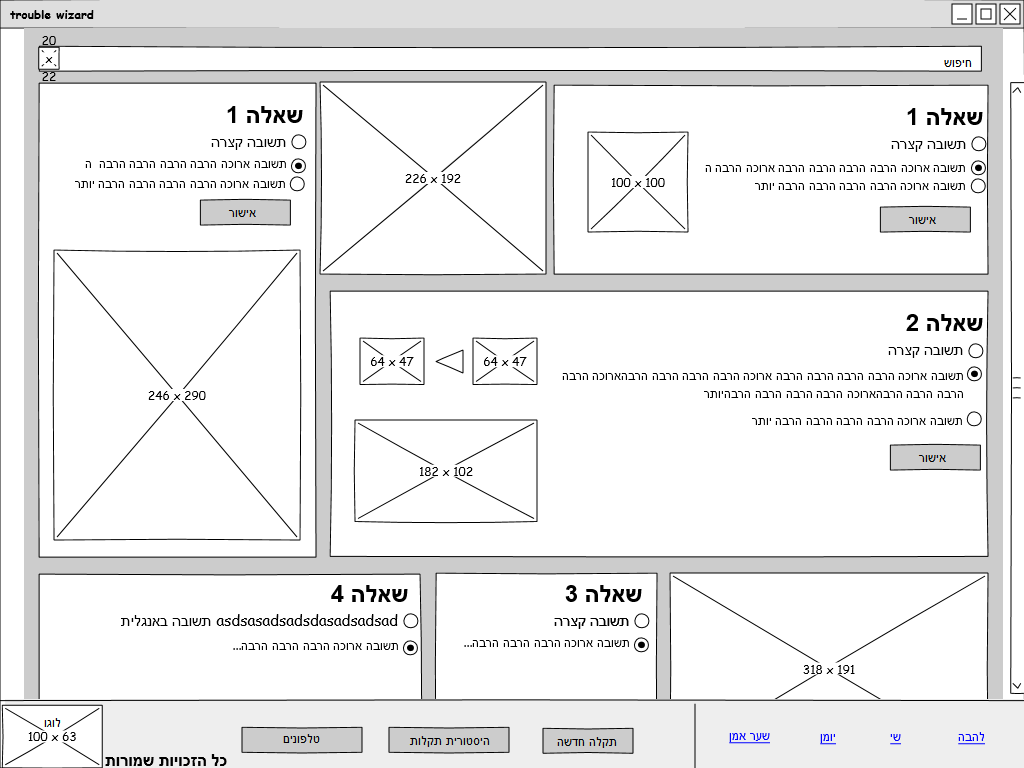 trouble wizard
20
x
חיפוש
22
שאלה 1
תשובה קצרה
תשובה ארוכה הרבה הרבה הרבה ארוכה הרבה ה
תשובה ארוכה הרבה הרבה הרבה הרבה יותר
אישור
100 x 100
226 x 192
שאלה 1
תשובה קצרה
תשובה ארוכה הרבה הרבה הרבה הרבה ה
תשובה ארוכה הרבה הרבה הרבה הרבה יותר
אישור
246 x 290
שאלה 2
תשובה קצרה
תשובה ארוכה הרבה הרבה הרבה הרבה ארוכה הרבה הרבה הרבה הרבהארוכה הרבה
הרבה הרבה הרבהארוכה הרבה הרבה הרבה הרבהיותר
תשובה ארוכה הרבה הרבה הרבה הרבה יותר
אישור
64 x 47
64 x 47
182 x 102
318 x 191
שאלה 3
תשובה קצרה
תשובה ארוכה הרבה הרבה הרבה הרבה...
שאלה 4
asdsasadsadsdasadsadsad תשובה באנגלית
תשובה ארוכה הרבה הרבה הרבה הרבה...
להבה
שי
יומן
שער אמן
תקלה חדשה
היסטורית תקלות
טלפונים
לוגו
100 x 63
כל הזכויות שמורות